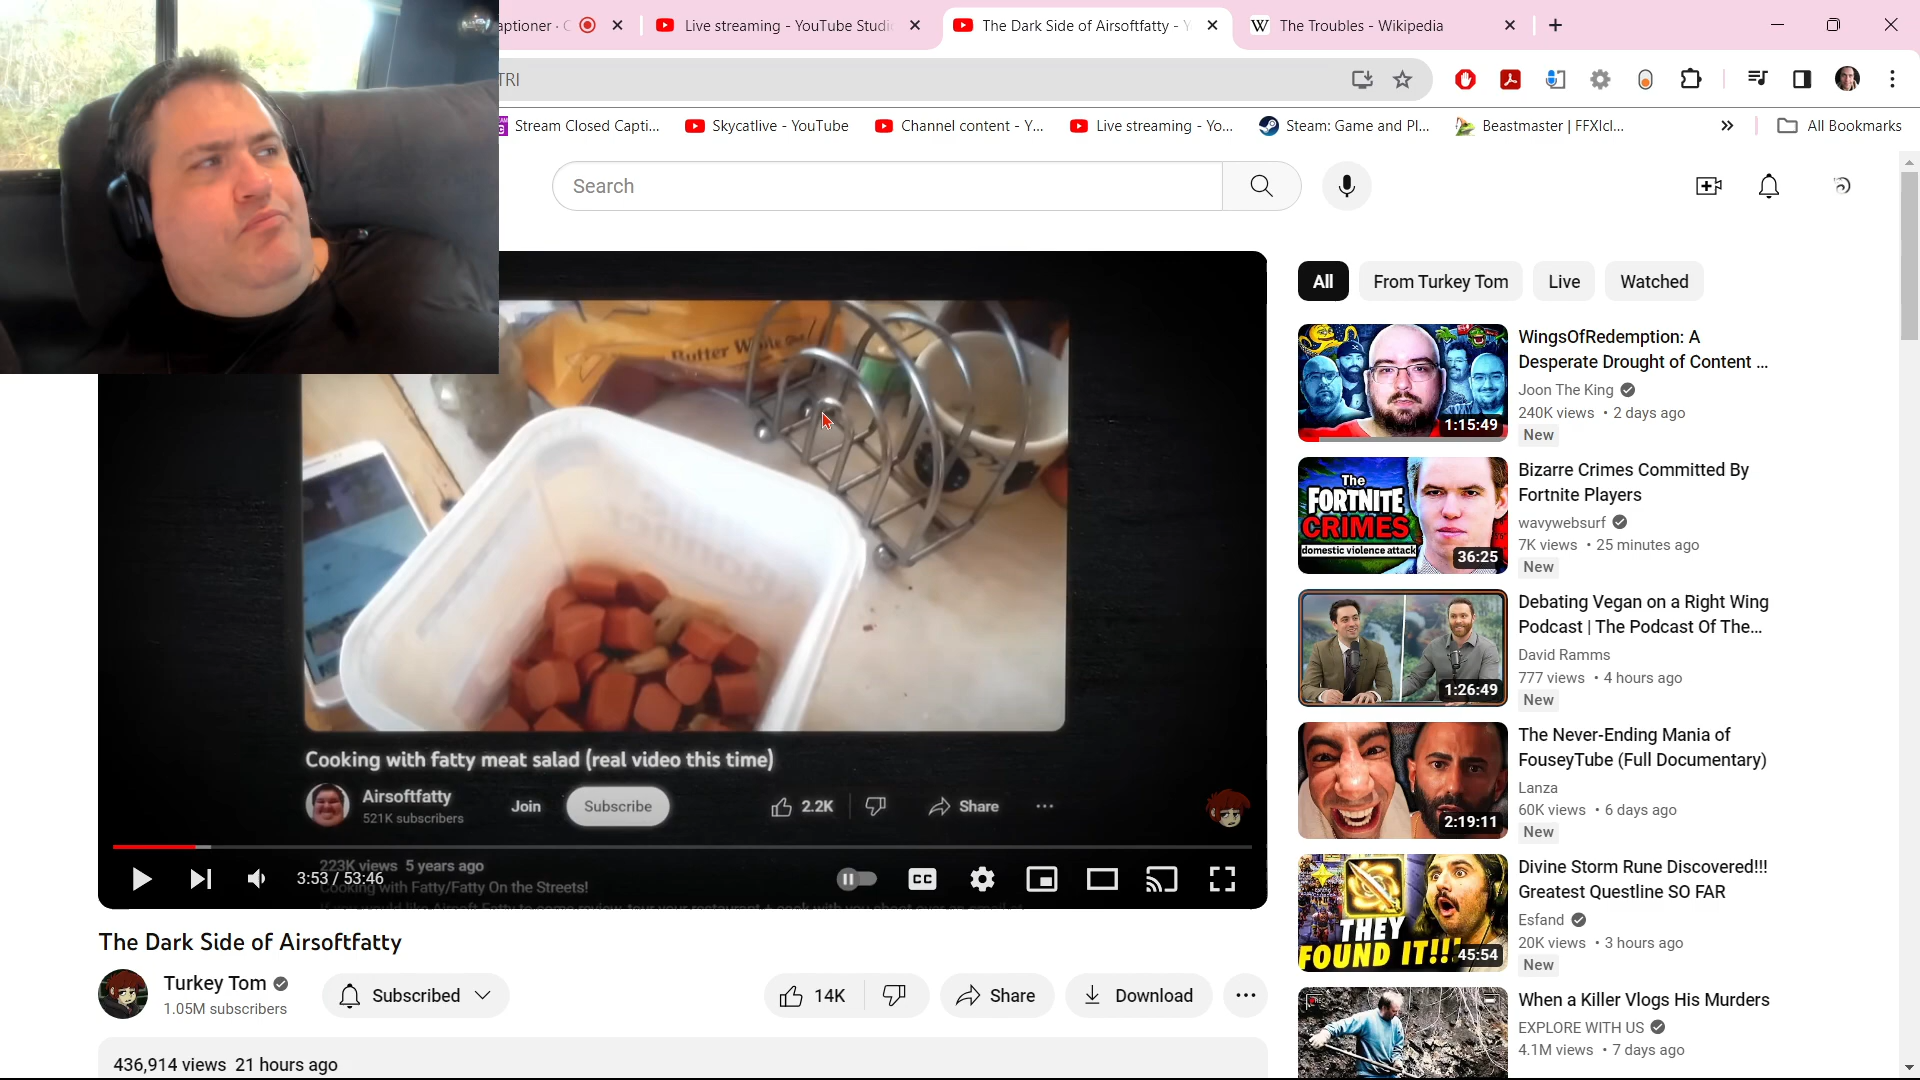 aptioner · C
Live streaming - YouTube Studi
The Dark Side of Airsoftfatty - Y
The Troubles - Wikipedia
TRI
Stream Closed Capti...
Skycatlive - YouTube
Channel content - Y...
Live streaming - Yo...
Steam: Game and Pl...
Beastmaster | FFXIcl...
All Bookmarks
Search
All
From Turkey Tom
Live
Watched
Cooking with fatty meat salad (real video this time)
Airsoftfatty
521K subscribers
Join
Subscribe
2.2K
Share
223K views 5 years ago
Cooking with Fatty/Fatty On the Streets!
3:53 / 53:46
CC
The Dark Side of Airsoftfatty
Turkey Tom
1.05M subscribers
Subscribed
14K
Share
Download
436,914 views 21 hours ago
1:15:49
WingsOfRedemption: A
Desperate Drought of Content ...
Joon The King
240K views • 2 days ago
New
The
FORTNITE
CRIMES
domestic violence attack
36:25
Bizarre Crimes Committed By
Fortnite Players
wavywebsurf
7K views • 25 minutes ago
New
1:26:49
Debating Vegan on a Right Wing
Podcast | The Podcast Of The...
David Ramms
777 views • 4 hours ago
New
2:19:11
The Never-Ending Mania of
FouseyTube (Full Documentary)
Lanza
60K views • 6 days ago
New
THEY
FOUND IT!!!
45:54
Divine Storm Rune Discovered!!!
Greatest Questline SO FAR
Esfand
20K views • 3 hours ago
New
REC
When a Killer Vlogs His Murders
EXPLORE WITH US
4.1M views • 7 days ago